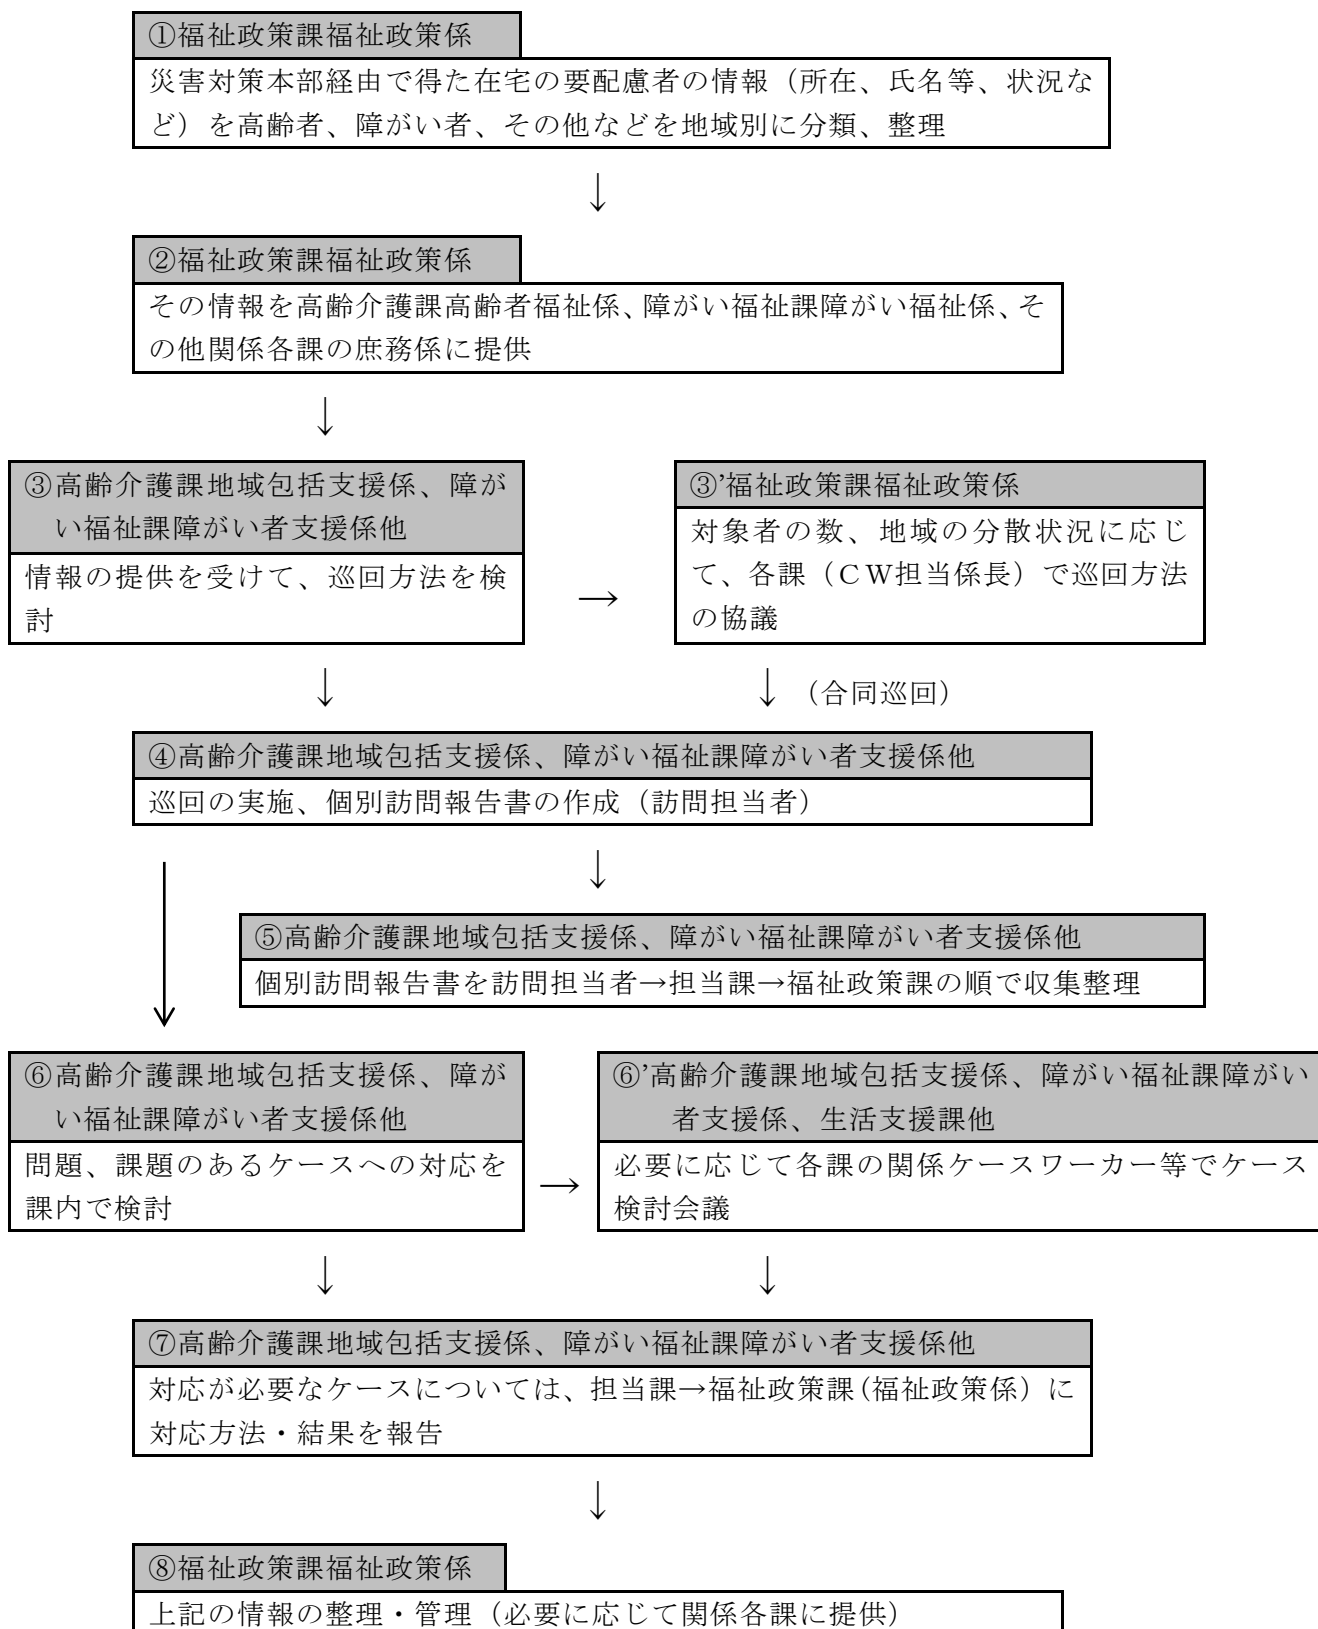 ①福祉政策課福祉政策係
災害対策本部経由で得た在宅の要配慮者の情報（所在、氏名等、状況な
ど）を高齢者、障がい者、その他などを地域別に分類、整理
↓
②福祉政策課福祉政策係
その情報を高齢介護課高齢者福祉係、障がい福祉課障がい福祉係、そ
の他関係各課の庶務係に提供
↓
③高齢介護課地域包括支援係、障が
い福祉課障がい者支援係他
情報の提供を受けて、巡回方法を検
討
→
③’福祉政策課福祉政策係
対象者の数、地域の分散状況に応じ
て、各課（ＣＷ担当係長）で巡回方法
の協議
↓
↓（合同巡回）
④高齢介護課地域包括支援係、障がい福祉課障がい者支援係他
巡回の実施、個別訪問報告書の作成（訪問担当者）
↓
⑤高齢介護課地域包括支援係、障がい福祉課障がい者支援係他
個別訪問報告書を訪問担当者→担当課→福祉政策課の順で収集整理
⑥高齢介護課地域包括支援係、障が
い福祉課障がい者支援係他
問題、課題のあるケースへの対応を
課内で検討
→
⑥’高齢介護課地域包括支援係、障がい福祉課障がい
者支援係、生活支援課他
必要に応じて各課の関係ケースワーカー等でケース
検討会議
↓
↓
⑦高齢介護課地域包括支援係、障がい福祉課障がい者支援係他
対応が必要なケースについては、担当課→福祉政策課(福祉政策係）に
対応方法・結果を報告
↓
⑧福祉政策課福祉政策係
上記の情報の整理・管理（必要に応じて関係各課に提供）